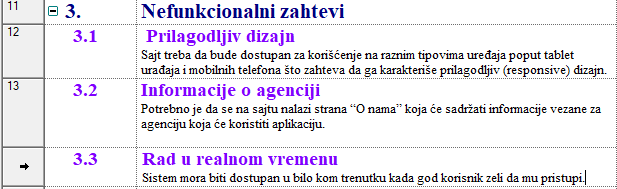 11 3. Nefunkcionalni zahtevi
12 3.1 Prilagodljiv dizajn
Sajt treba da bude dostupan za korišćenje na raznim tipovima uređaja poput tablet
urađaja i mobilnih telefona što zahteva da ga karakteriše prilagodljiv (responsive) dizajn.
13 3.2 Informacije o agenciji
Potrebno je da se na sajtu nalazi strana “O nama” koja će sadržati informacije vezane za
agenciju koja će koristiti aplikaciju.
3.3 Rad u realnom vremenu
Sistem mora biti dostupan u bilo kom trenutku kada god korisnik zeli da mu pristupi.